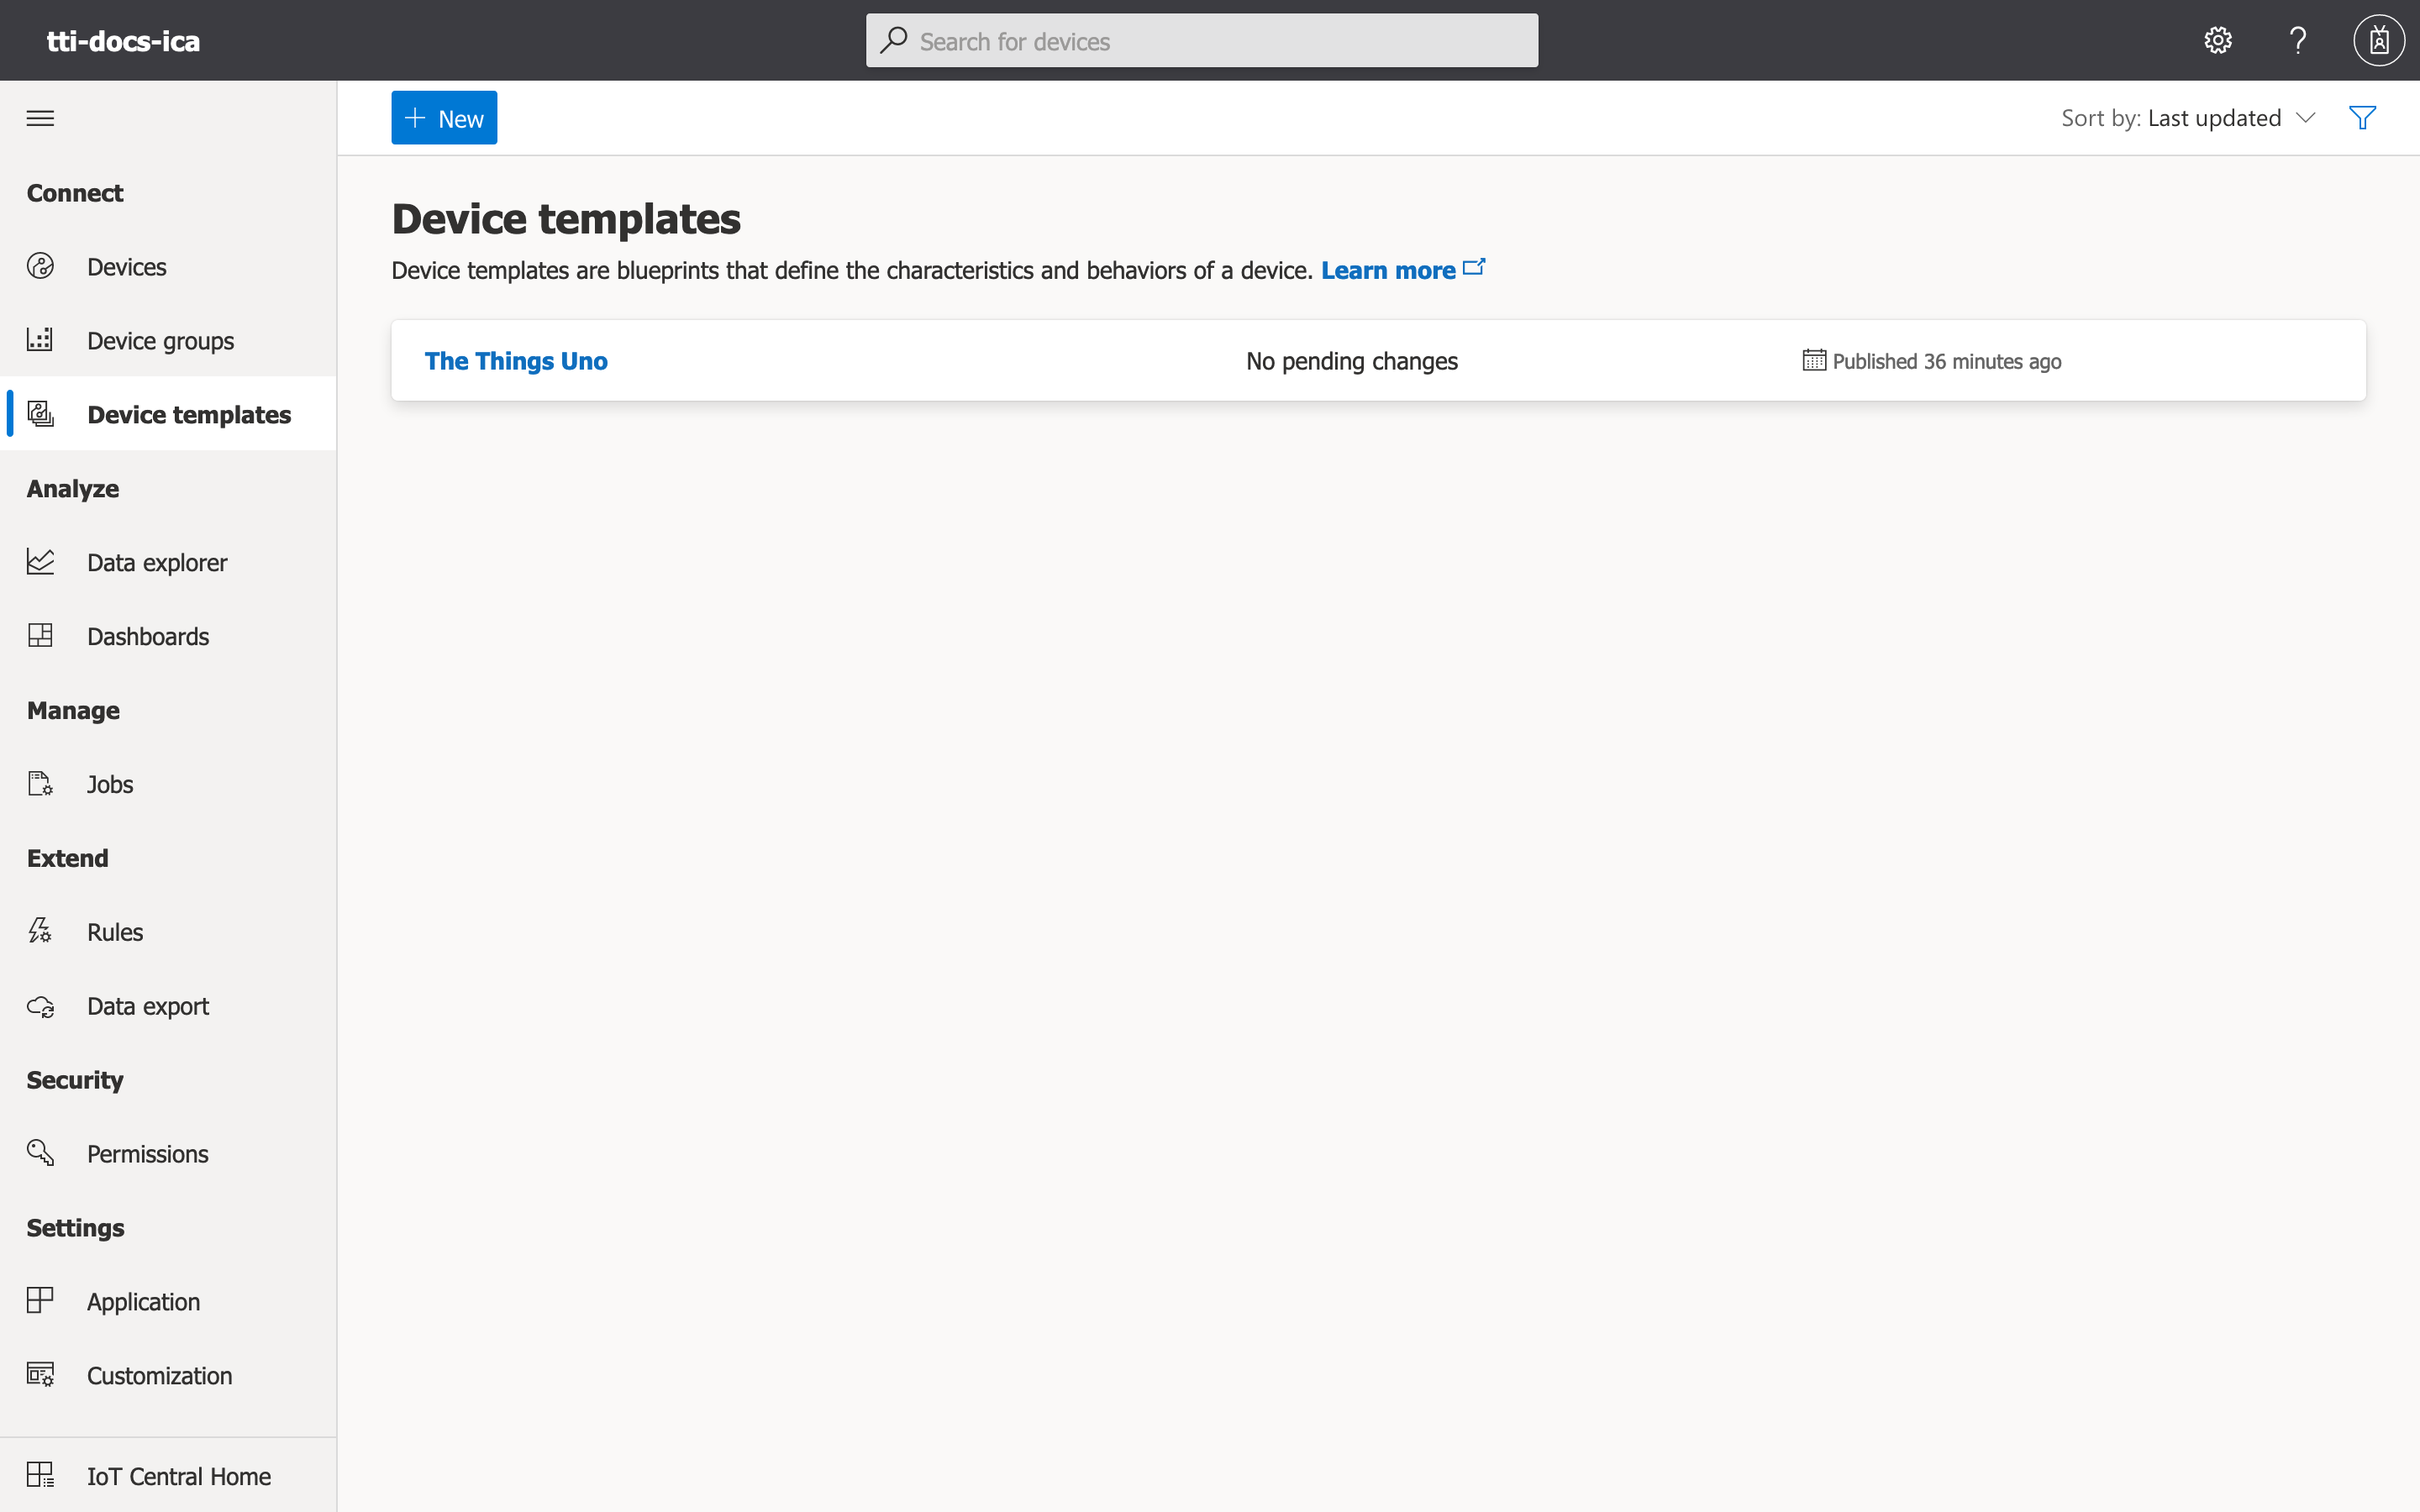 tti-docs-ica
Search for devices
New
Sort by: Last updated
Connect
Devices
Device groups
Device templates
Analyze
Data explorer
Dashboards
Manage
Jobs
Extend
Rules
Data export
Security
Permissions
Settings
Application
Customization
IoT Central Home
Device templates
Device templates are blueprints that define the characteristics and behaviors of a device. Learn more
The Things Uno No pending changes Published 36 minutes ago